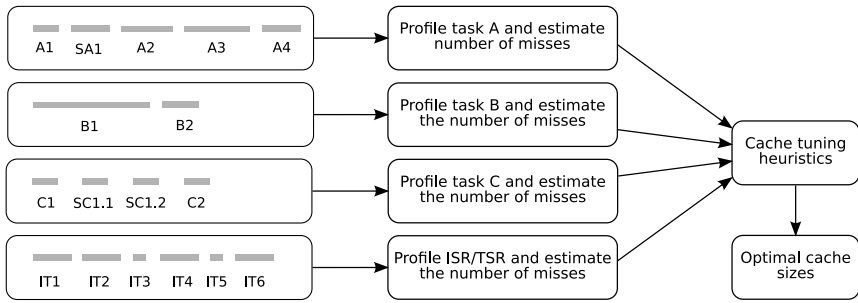 A1 SA1 A2 A3 A4
Profile task A and estimate
number of misses
B1 B2
Profile task B and estimate
the number of misses
C1 SC1.1 SC1.2 C2
Profile task C and estimate
the number of misses
IT1 IT2 IT3 IT4 IT5 IT6
Profile ISR/TSR and estimate
the number of misses
Cache tuning
heuristics
Optimal cache
sizes